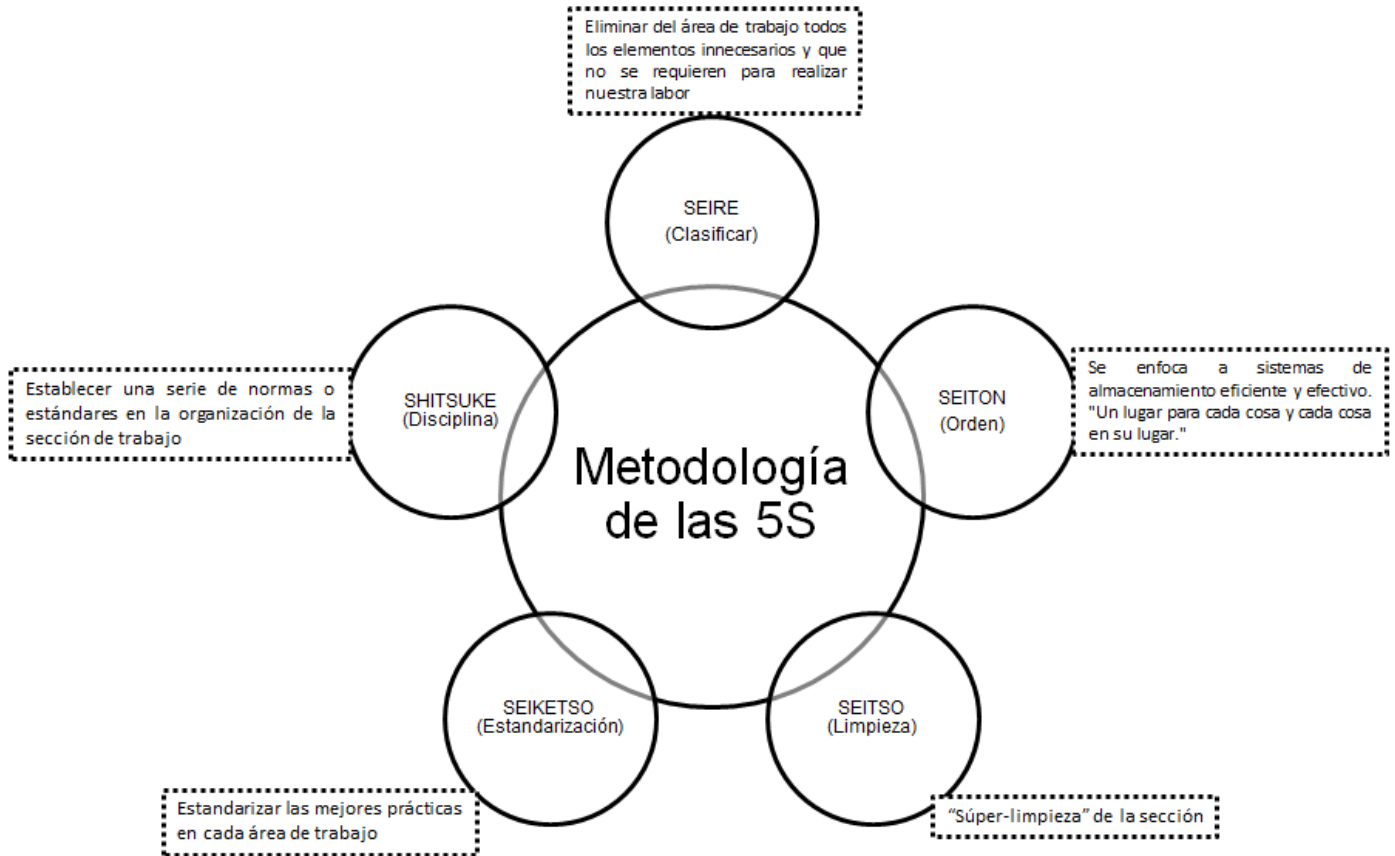 Eliminar del área de trabajo todos
los elementos innecesarios y que
no se requieren para realizar
nuestra labor
SEIRE
(Clasificar)
Establecer una serie de normas o
estándares en la organización de la
sección de trabajo
SHITSUKE
(Disciplina)
SEITON
(Orden)
Se enfoca a sistemas de
almacenamiento eficiente y efectivo.
"Un lugar para cada cosa y cada cosa
en su lugar."
Metodología
de las 5S
SEIKETSO
(Estandarización)
SEITSO
(Limpieza)
Estandarizar las mejores prácticas
en cada área de trabajo
“Súper-limpieza” de la sección